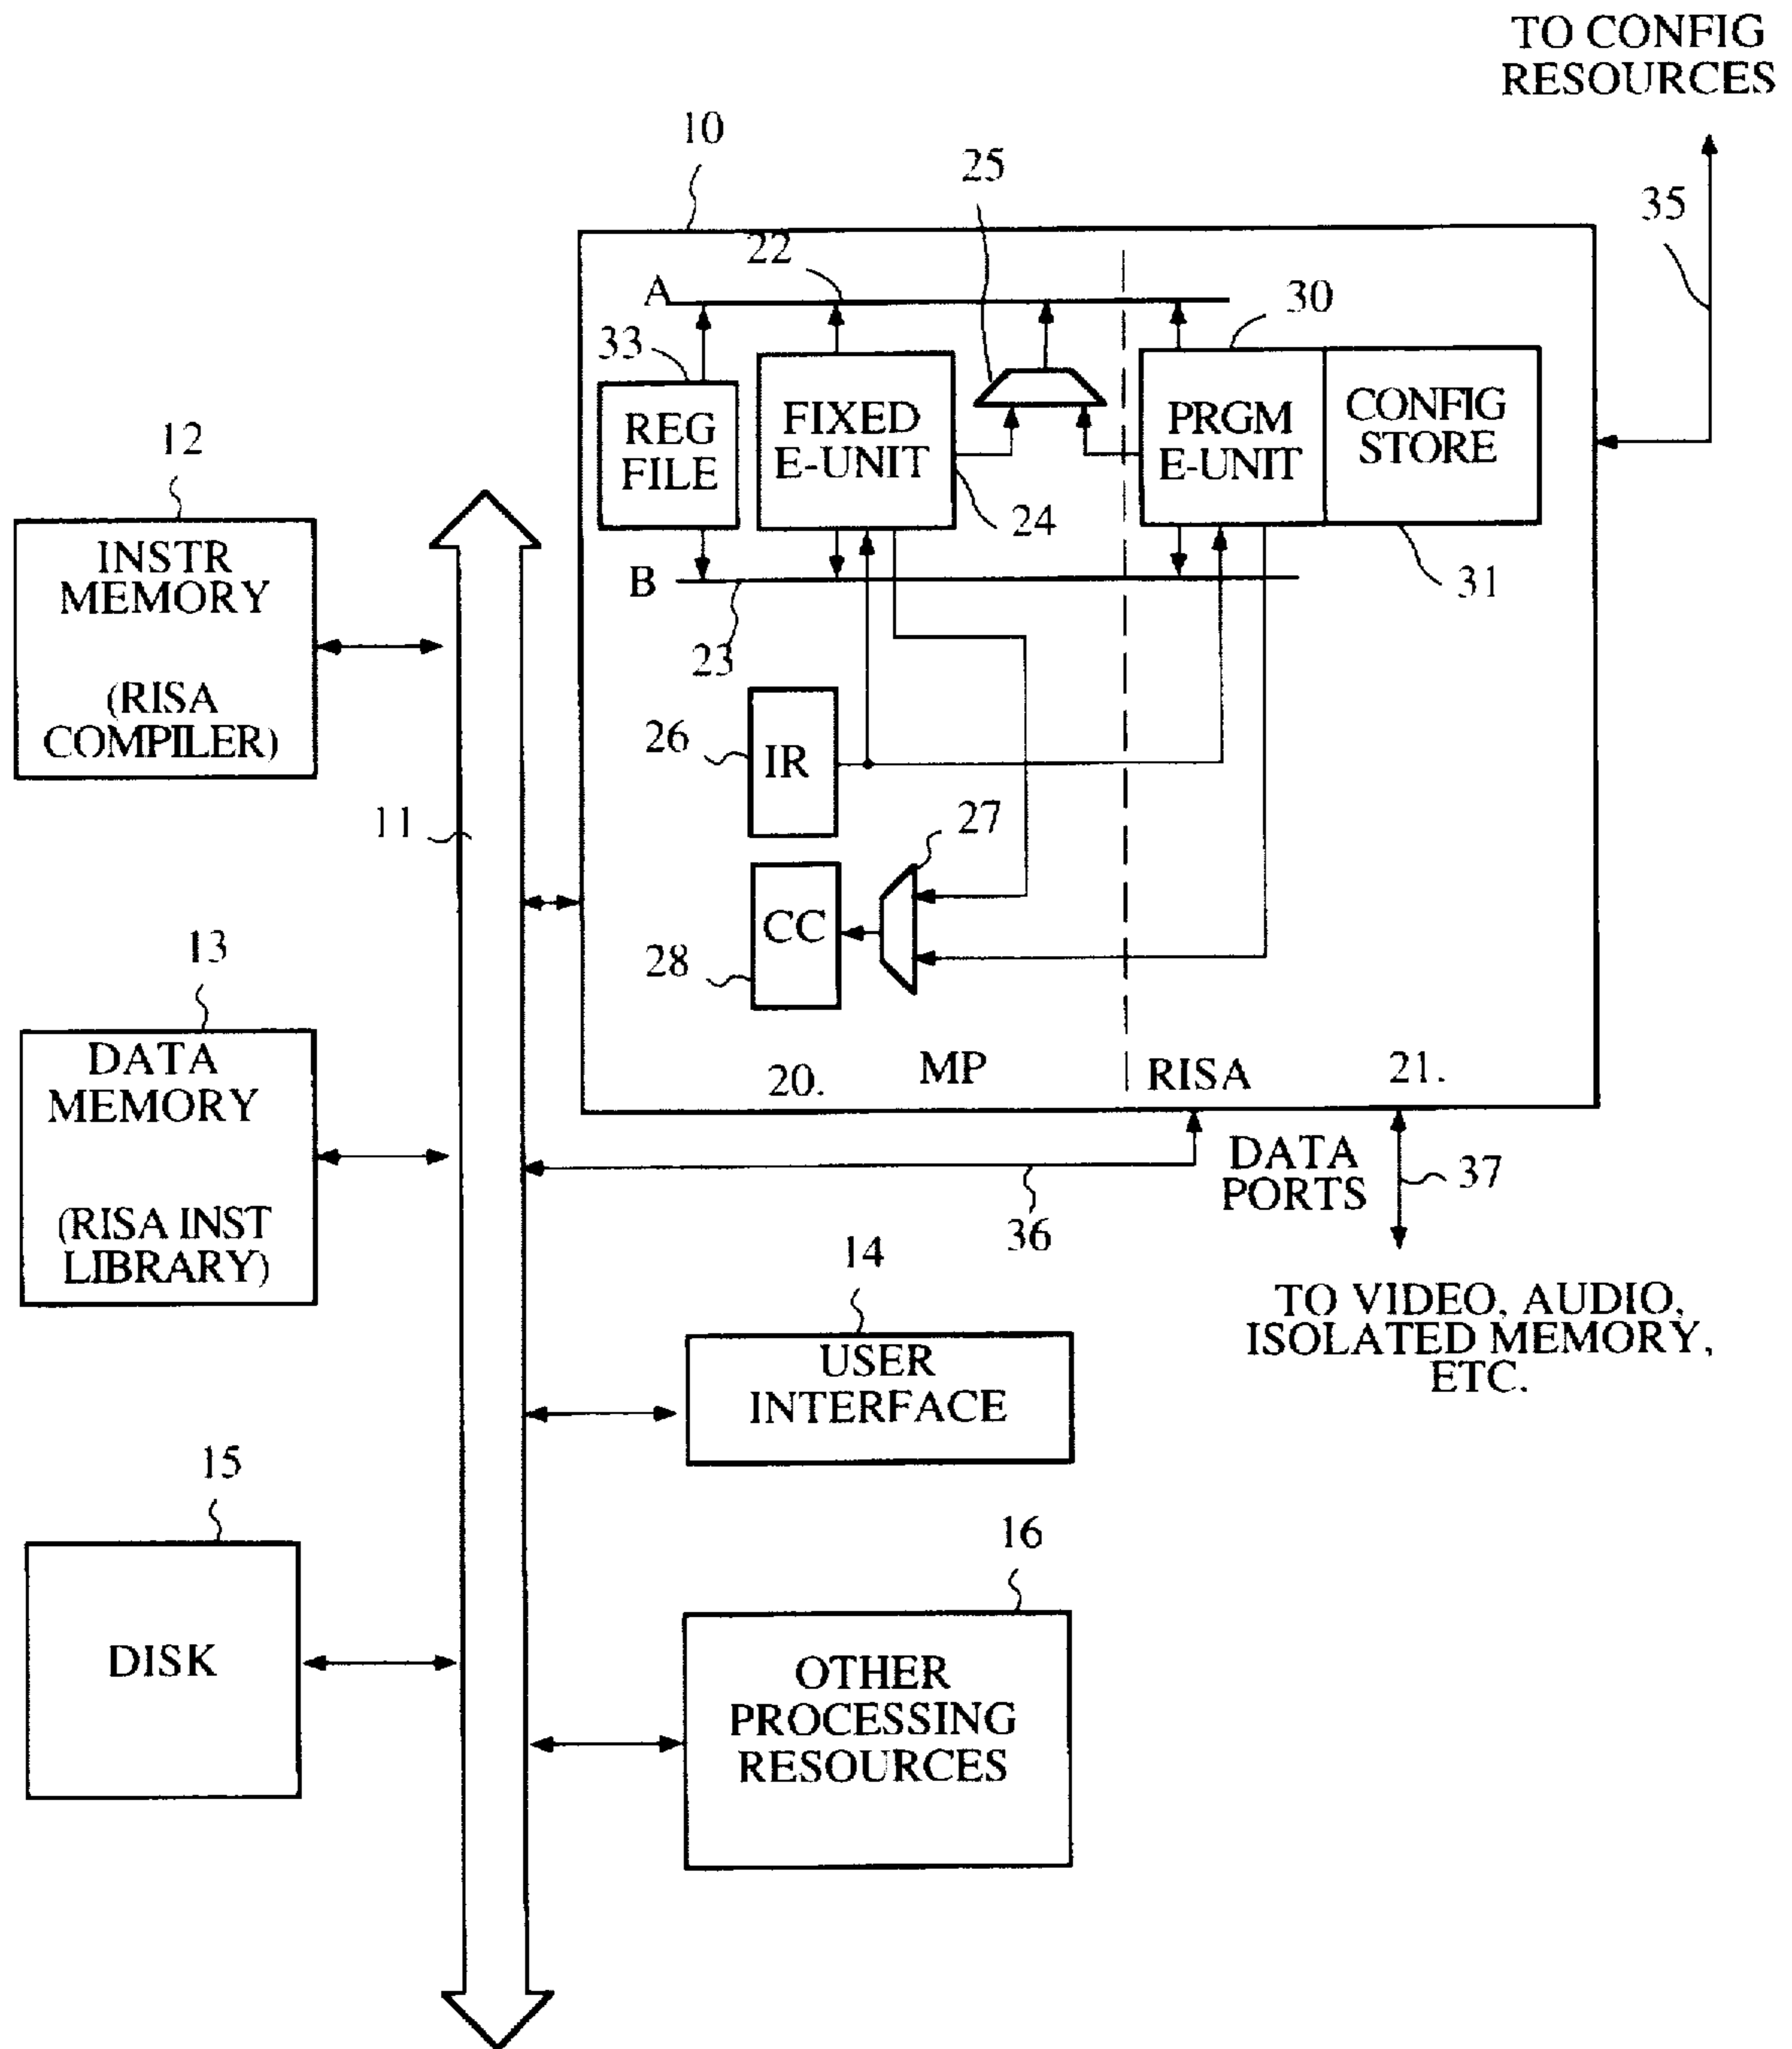 TO CONFIG
RESOURCES
10
25
35
22
A
30
33
REG
FILE
FIXED
E-UNIT
PRGM
E-UNIT
CONFIG
STORE
12
24
31
INSTR
MEMORY
(RISA
COMPILER)
B
23
26
IR
11
27
CC
28
13
DATA
MEMORY
(RISA INST
LIBRARY)
20.
MP
RISA
21.
DATA
PORTS
37
36
14
TO VIDEO, AUDIO,
ISOLATED MEMORY,
ETC.
USER
INTERFACE
15
DISK
16
OTHER
PROCESSING
RESOURCES